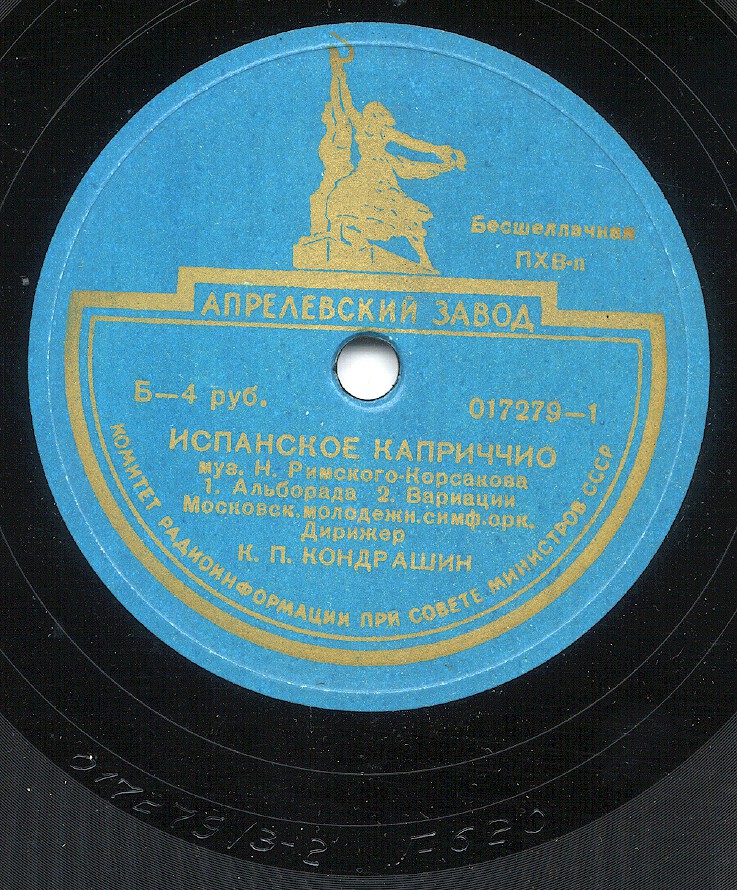 Бесшеллачная
ПХВ-п
АПРЕЛЕВСКИЙ ЗАВОД
Б—4 руб.
017279—1
ИСПАНСКОЕ КАПРИЧЧИО
муз. Н. Римского-Корсакова
1. Альборада 2. Вариации
Московск.молодежн.симф.орк.
Дирижер
К. П. КОНДРАШИН
КОМИТЕТ РАДИОИНФОРМАЦИИ ПРИ СОВЕТЕ МИНИСТРОВ СССР